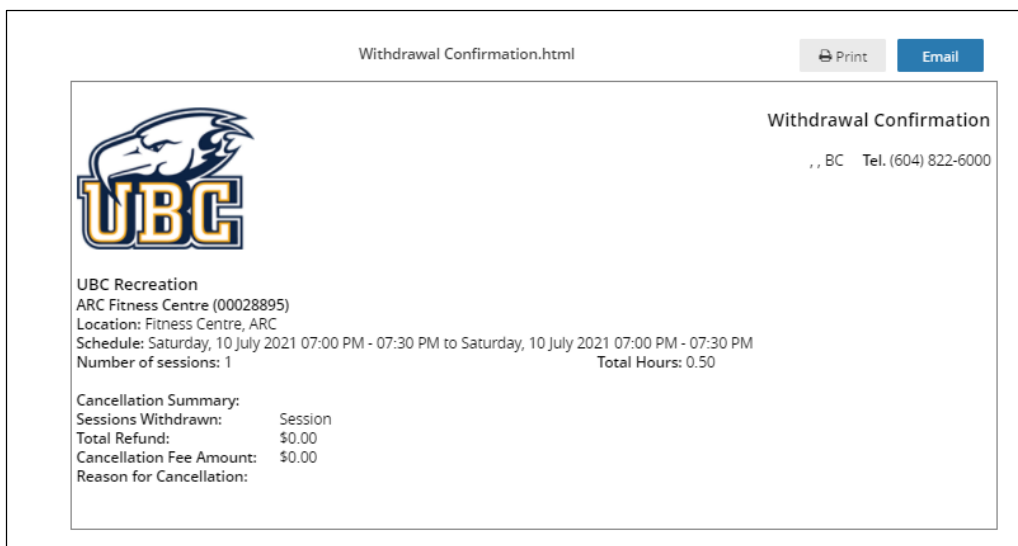 Withdrawal Confirmation.html
Print
Email
Withdrawal Confirmation
, , BC Tel. (604) 822-6000
UBC
UBC Recreation
ARC Fitness Centre (00028895)
Location: Fitness Centre, ARC
Schedule: Saturday, 10 July 2021 07:00 PM - 07:30 PM to Saturday, 10 July 2021 07:00 PM - 07:30 PM
Number of sessions: 1 Total Hours: 0.50
Cancellation Summary:
Sessions Withdrawn: Session
Total Refund: $0.00
Cancellation Fee Amount: $0.00
Reason for Cancellation: